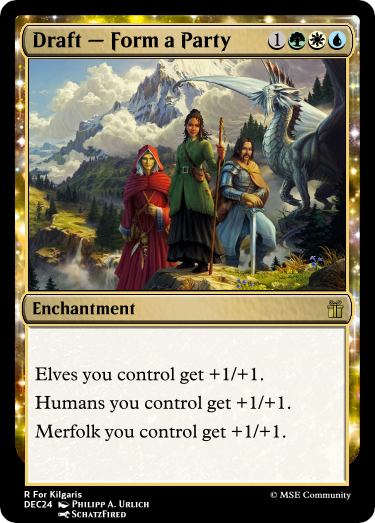 Draft — Form a Party 1
Enchantment
Elves you control get +1/+1.
Humans you control get +1/+1.
Merfolk you control get +1/+1.
R For Kilgaris
DEC24 Philipp A. Urlich © MSE Community
SchatzFired